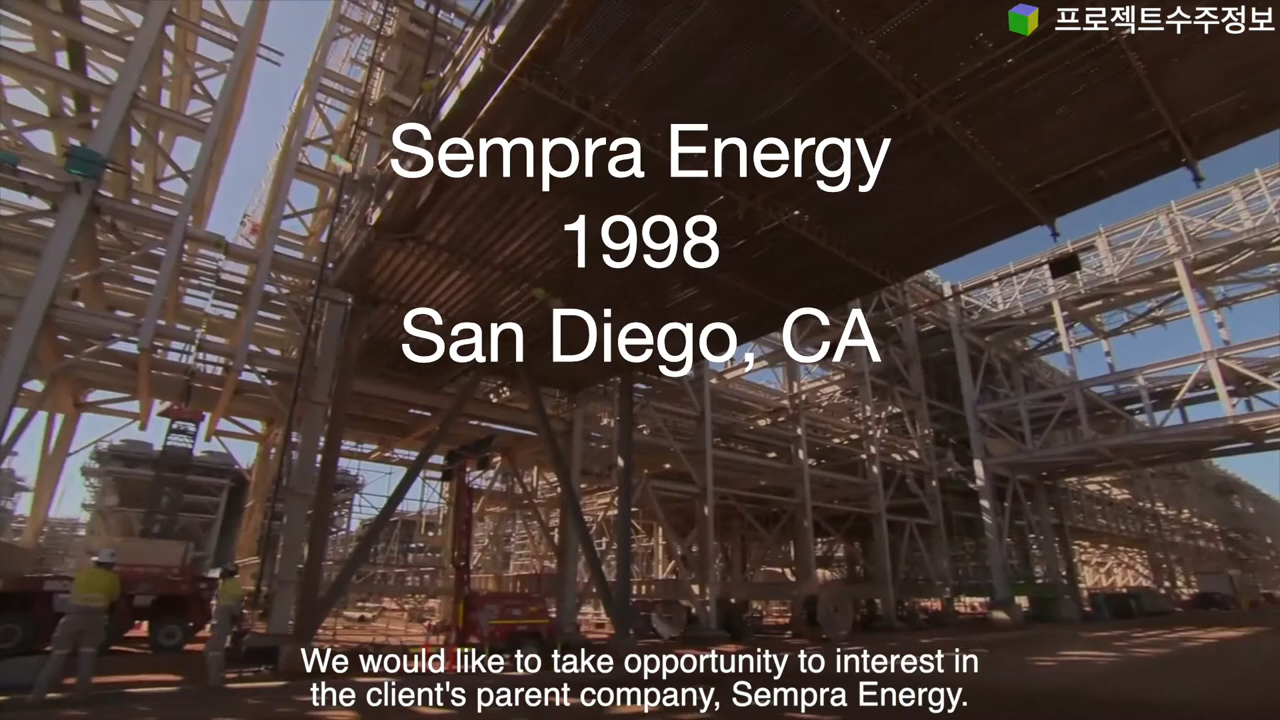 프로젝트수주정보
Sempra Energy
1998
San Diego, CA
We would like to take opportunity to interest in
the client's parent company, Sempra Energy.